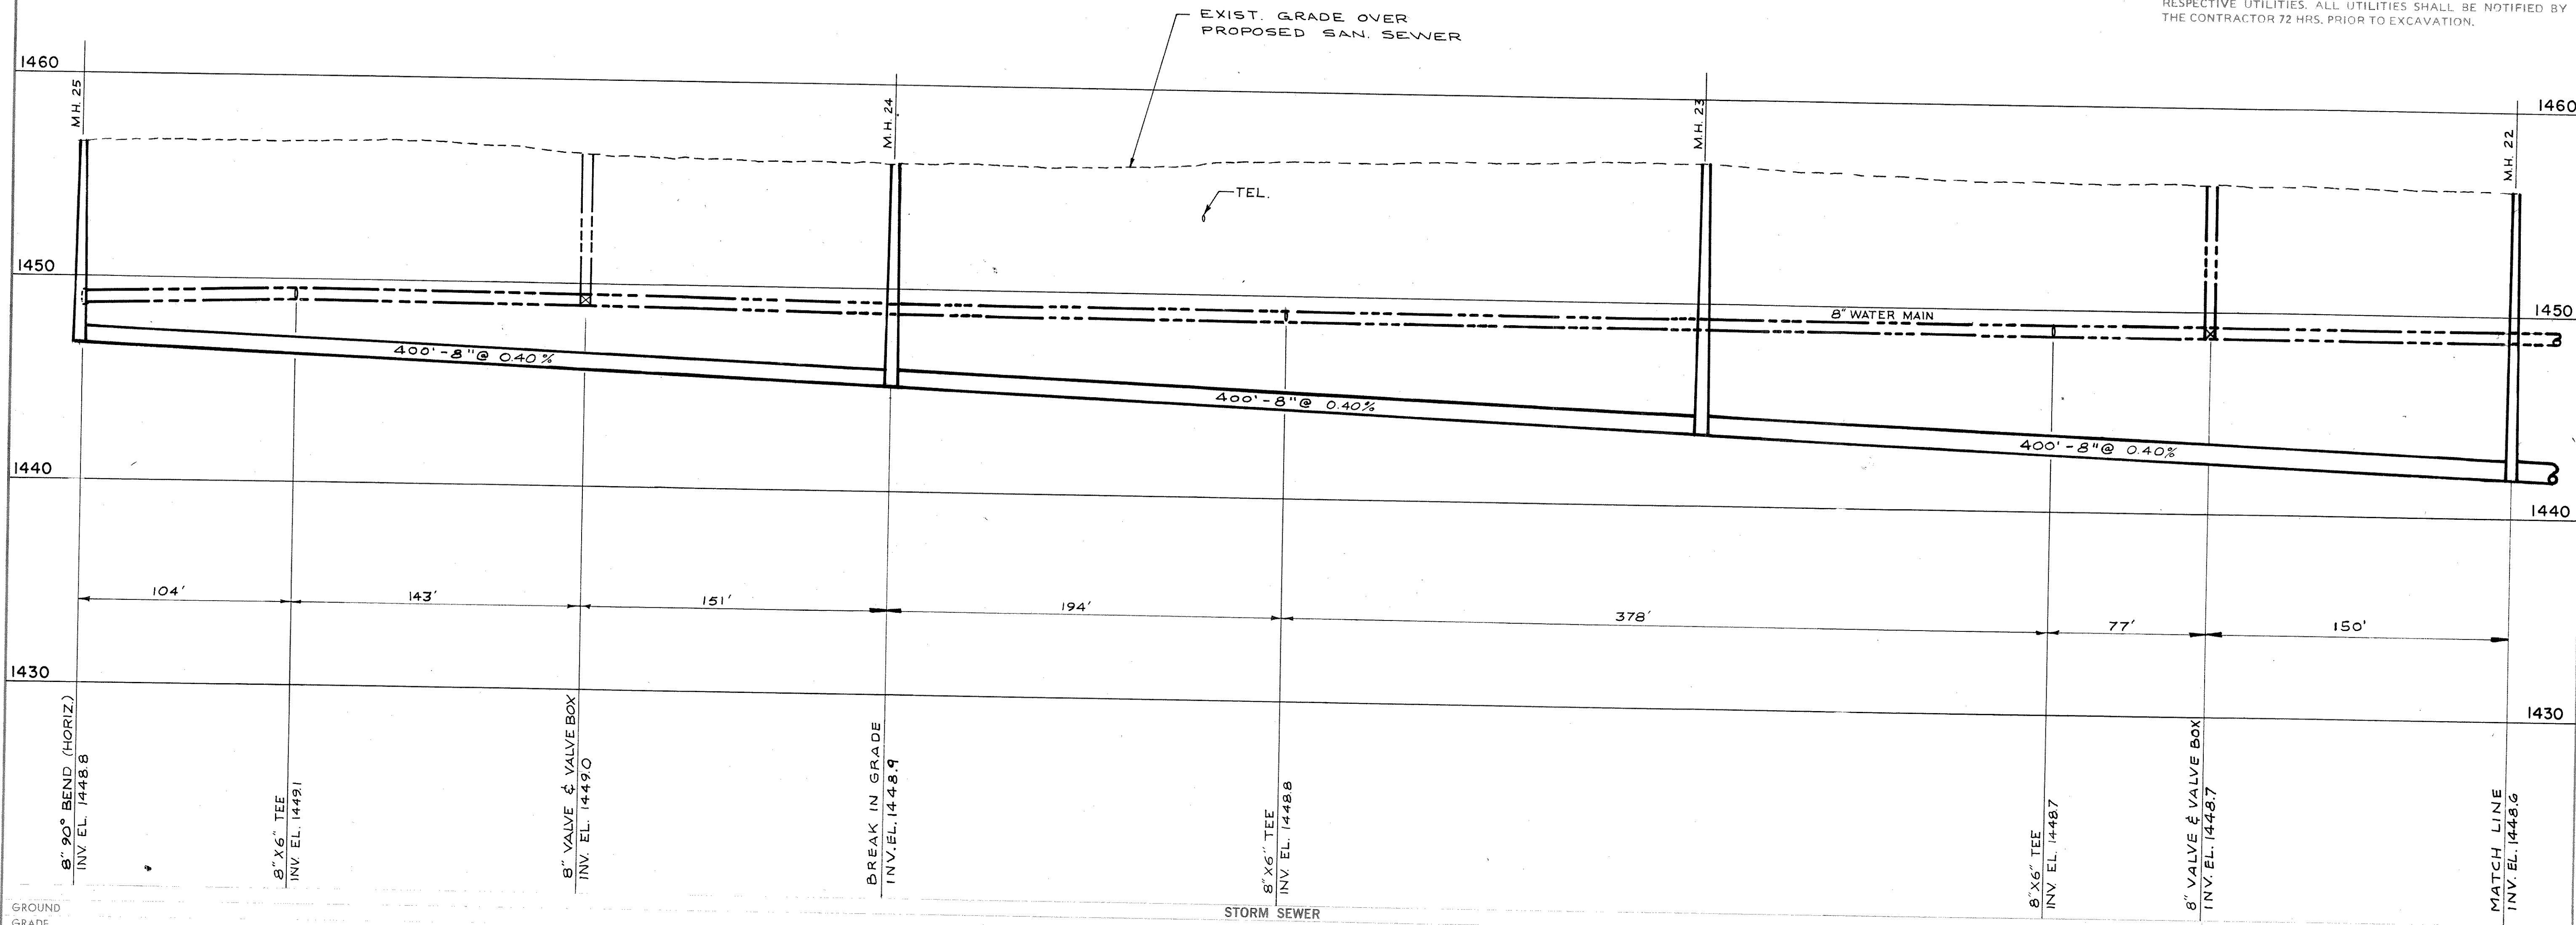 RESPECTIVE UTILITIES. ALL UTILITIES SHALL BE NOTIFIED BY
THE CONTRACTOR 72 HRS. PRIOR TO EXCAVATION.
EXIST. GRADE OVER
PROPOSED SAN. SEWER
1460
1460
M.H. 25
M.H. 24
M.H. 23
M.H. 22
TEL.
1450
1450
8" WATER MAIN
400'-8"@ 0.40%
400'-8"@ 0.40%
400'-8"@ 0.40%
1440
1440
104'
143'
151'
194'
378'
77'
150'
1430
1430
8" 90° BEND (HORIZ.)
INV. EL. 1448.8
8"X6" TEE
INV. EL. 1449.1
8" VALVE & VALVE BOX
INV. EL. 1449.0
BREAK IN GRADE
INV. EL. 1448.9
8"X6" TEE
INV. EL. 1448.8
8"X6" TEE
INV. EL. 1448.7
8" VALVE & VALVE BOX
INV. EL. 1448.7
MATCH LINE
INV. EL. 1448.6
GROUND
GRADE
STORM SEWER